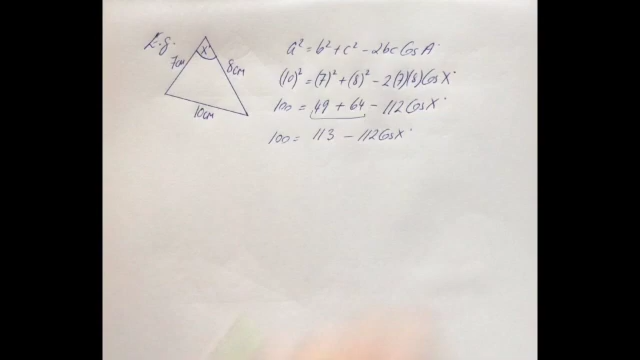 E.g.
x°
7cm
8cm
10cm
a² = b² + c² - 2bc Cos A°
(10)² = (7)² + (8)² - 2(7)(8) Cos X°
100 = 49 + 64 - 112 Cos X°
100 = 113 - 112 Cos X°